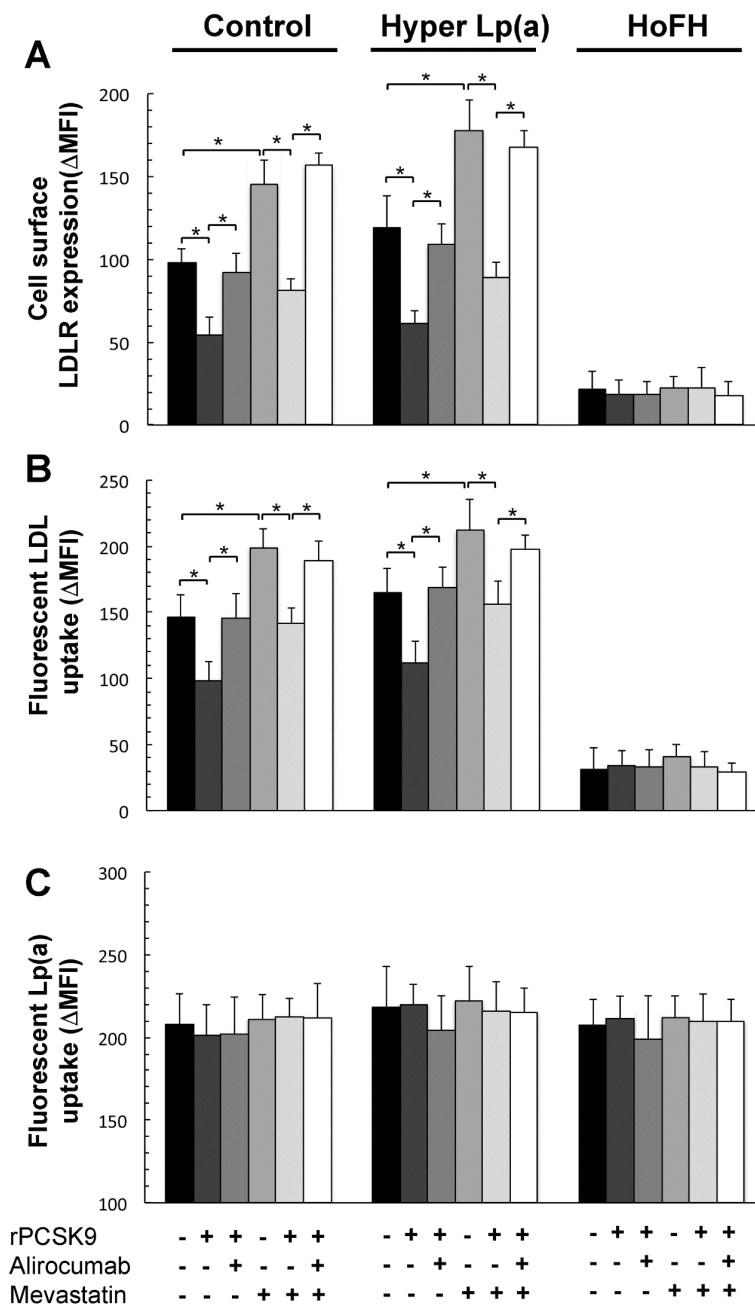 Control Hyper Lp(a) HoFH
A
Cell surface
LDLR expression(ΔMFI)
200
150
100
50
0
* * * * *
* * * * *
B
Fluorescent LDL
uptake (ΔMFI)
250
200
150
100
50
0
* * * * *
* * * * *
C
Fluorescent Lp(a)
uptake (ΔMFI)
300
250
200
150
100
rPCSK9 - + + - + + - + + - + + - + + - + +
Alirocumab - - + - - + - - + - - + - - + - - +
Mevastatin - - - + + + - - - + + + - - - + + +